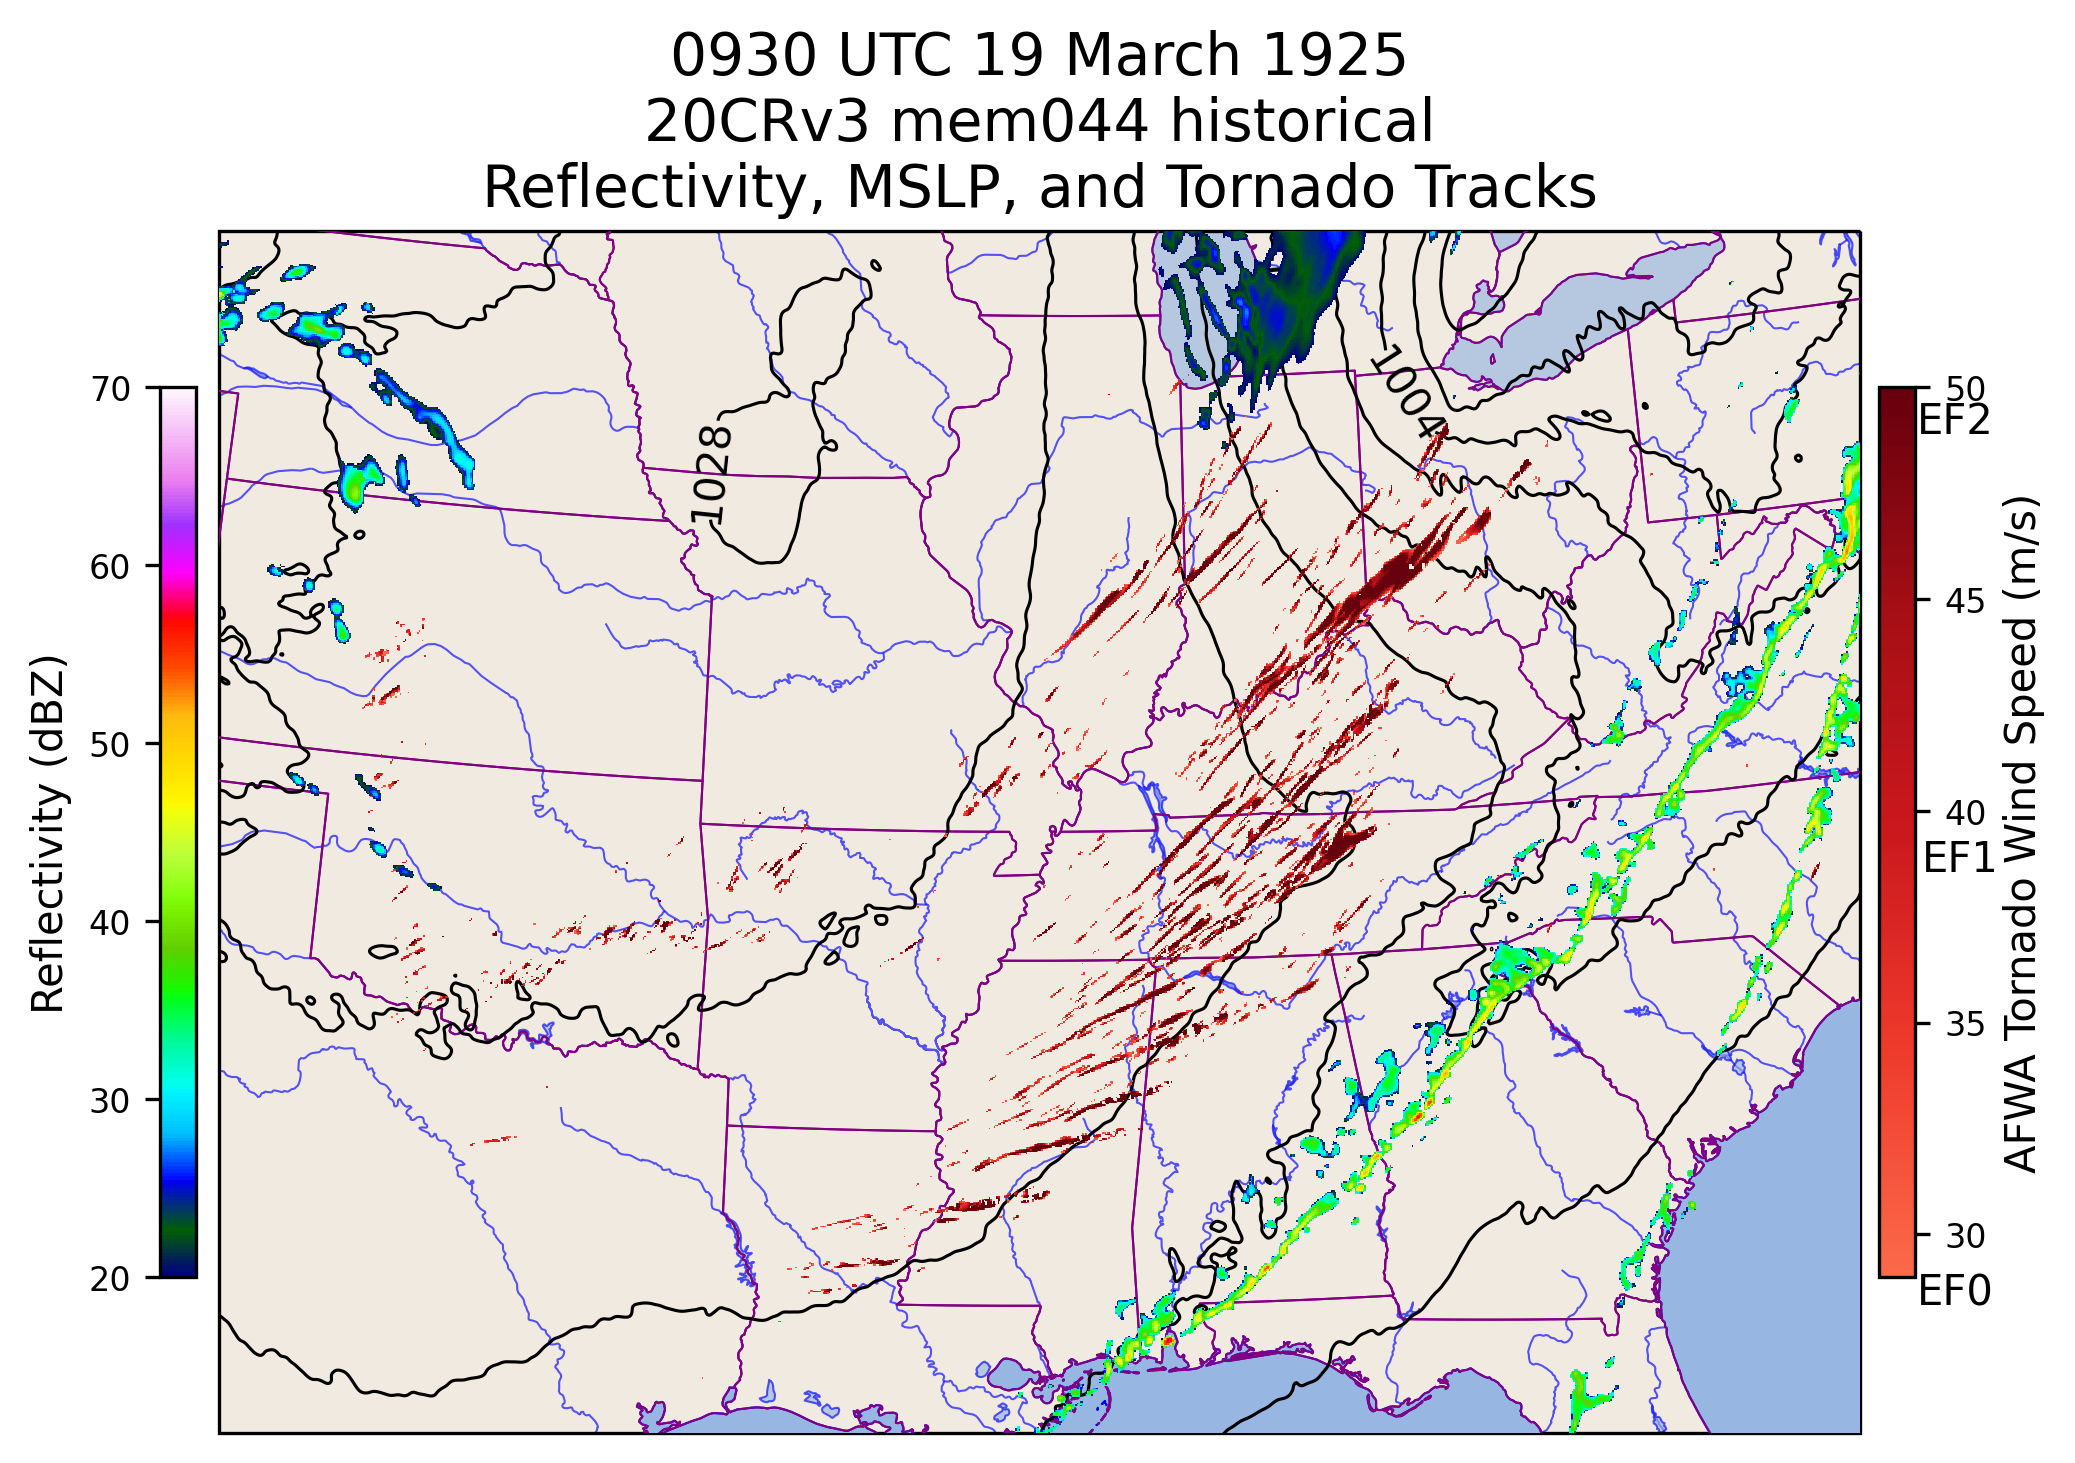 0930 UTC 19 March 1925
20CRv3 mem044 historical
Reflectivity, MSLP, and Tornado Tracks
Reflectivity (dBZ)
70
60
50
40
30
20
1028
1004
50
EF2
45
40
EF1
35
30
EF0
AFWA Tornado Wind Speed (m/s)